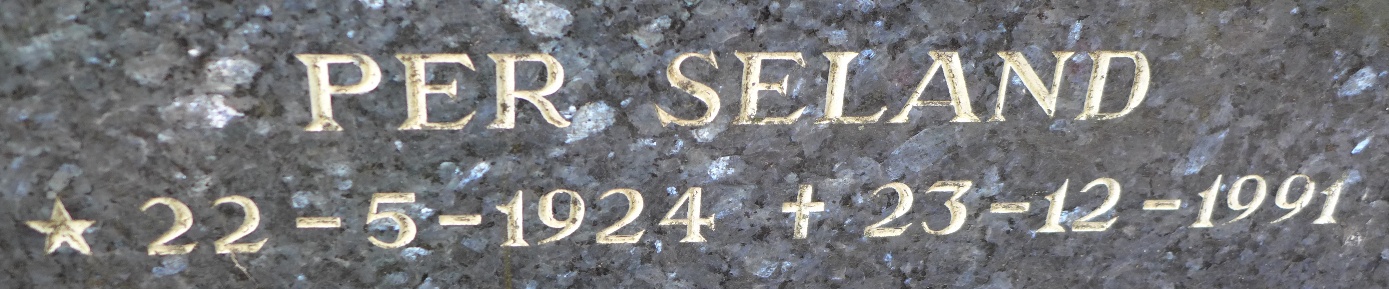 PER SELAND
★ 22-5-1924 ✝ 23-12-1991